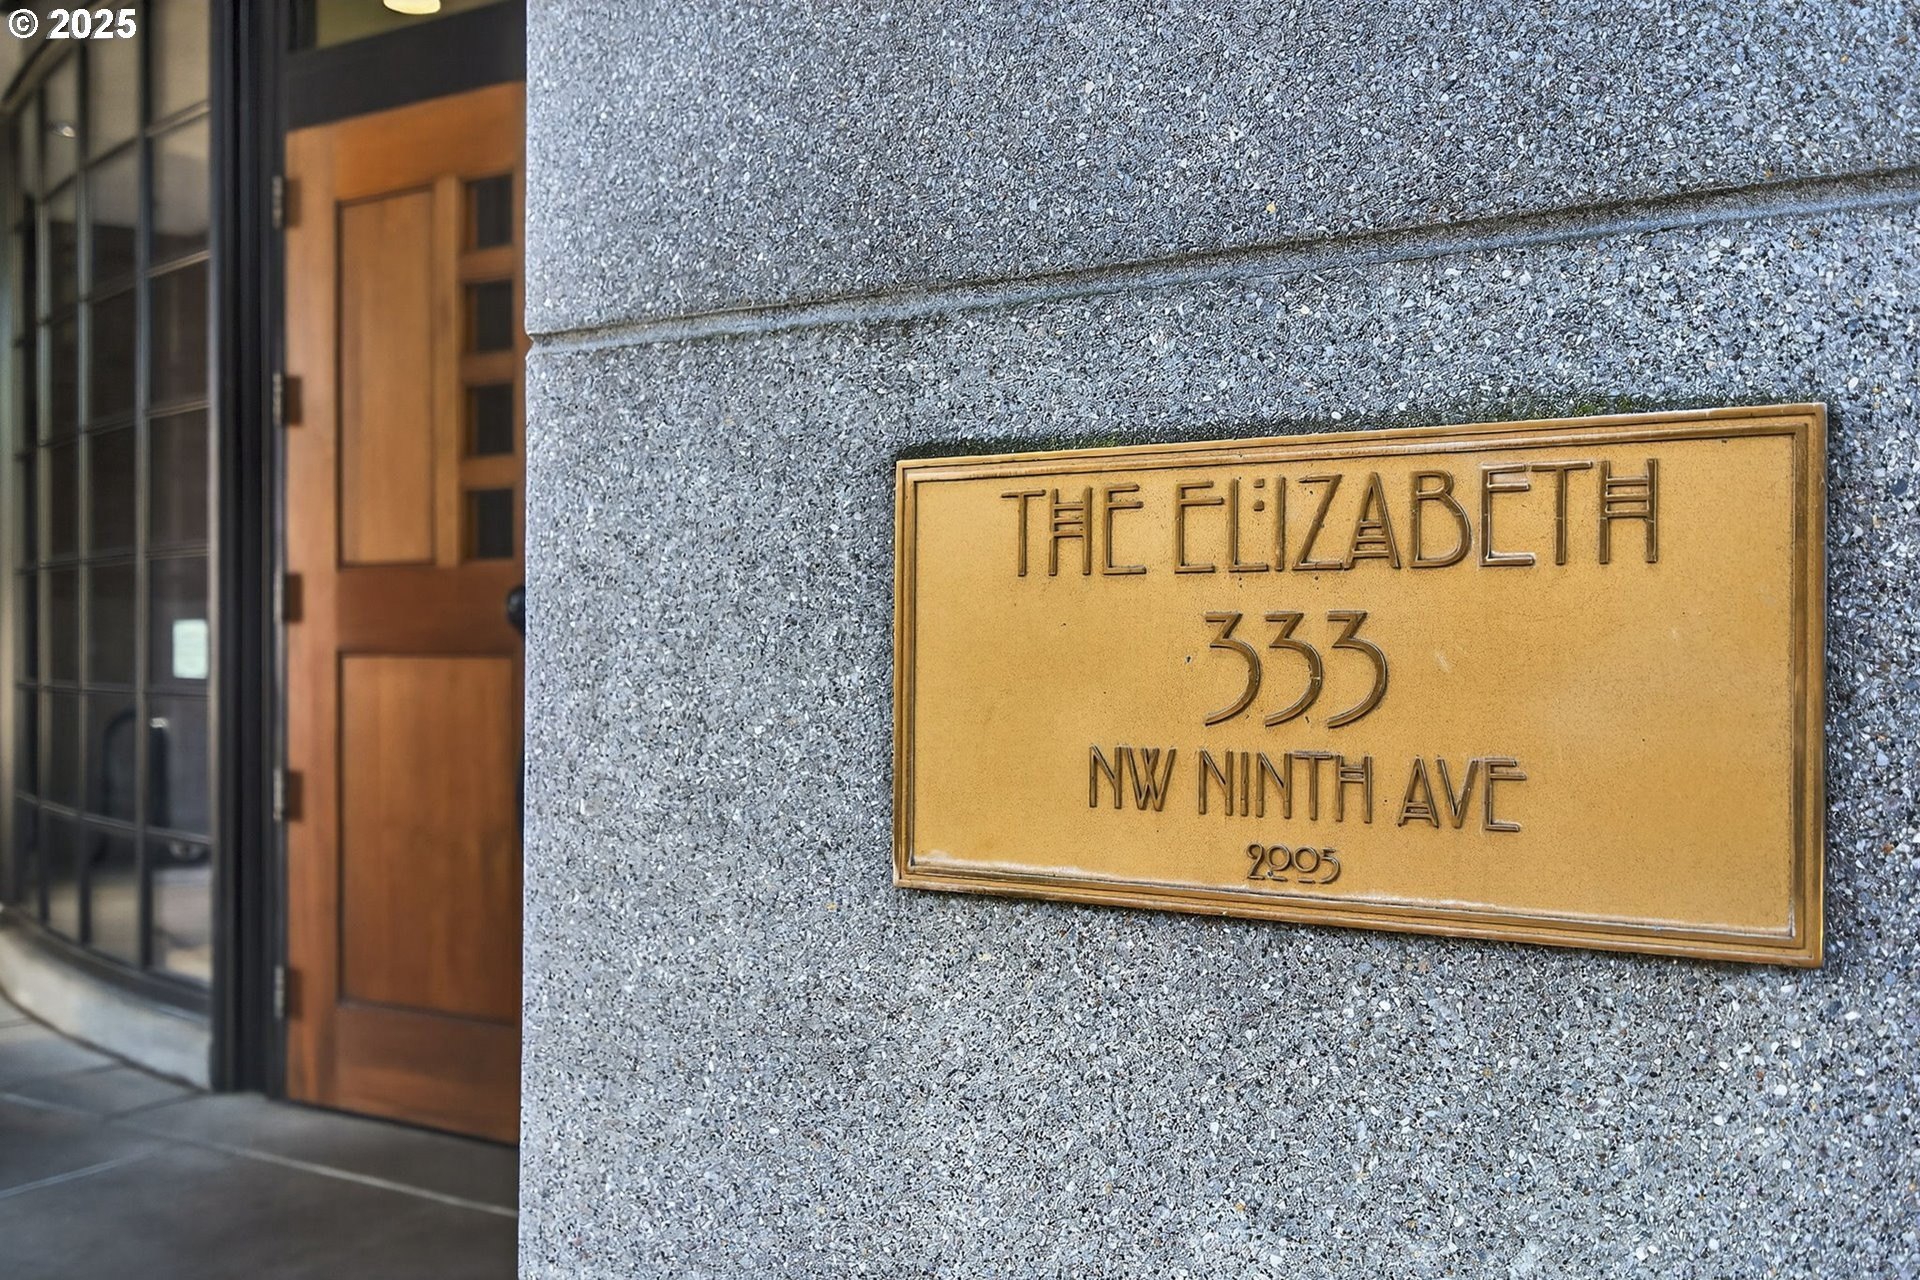 © 2025
THE ELIZABETH
333
NW NINTH AVE
2005